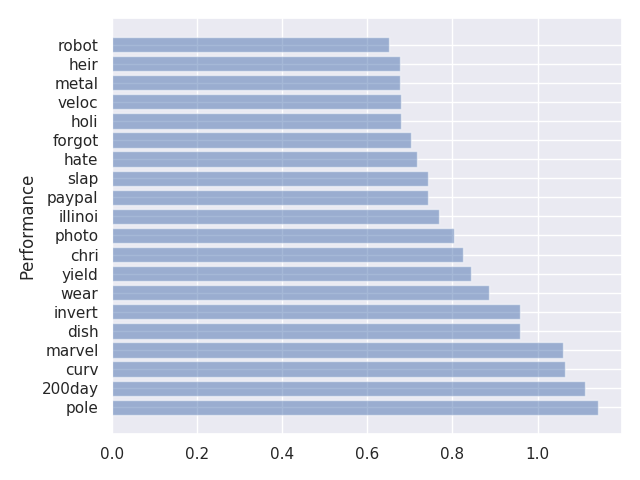 robot
heir
metal
veloc
holi
forgot
hate
slap
paypal
illinoi
photo
chri
yield
wear
invert
dish
marvel
curv
200day
pole
Performance
0.0 0.2 0.4 0.6 0.8 1.0